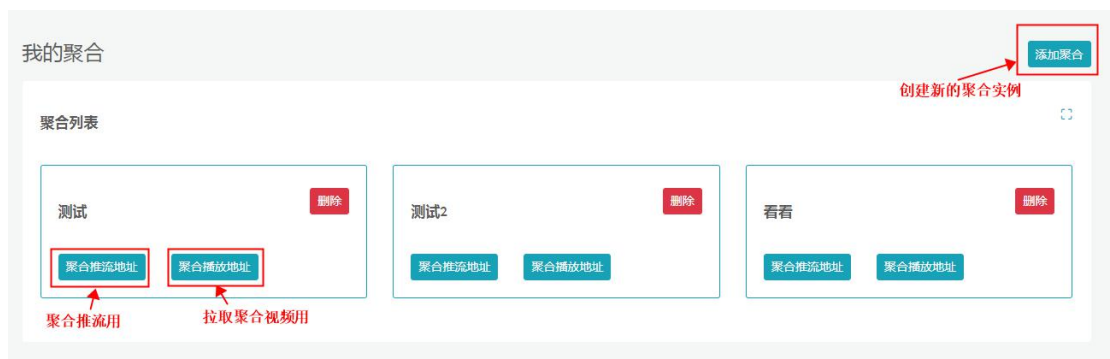 我的聚合
添加聚合
创建新的聚合实例
聚合列表
测试
删除
聚合推流地址
聚合播放地址
测试2
删除
聚合推流地址
聚合播放地址
看看
删除
聚合推流地址
聚合播放地址
聚合推流用
拉取聚合视频用